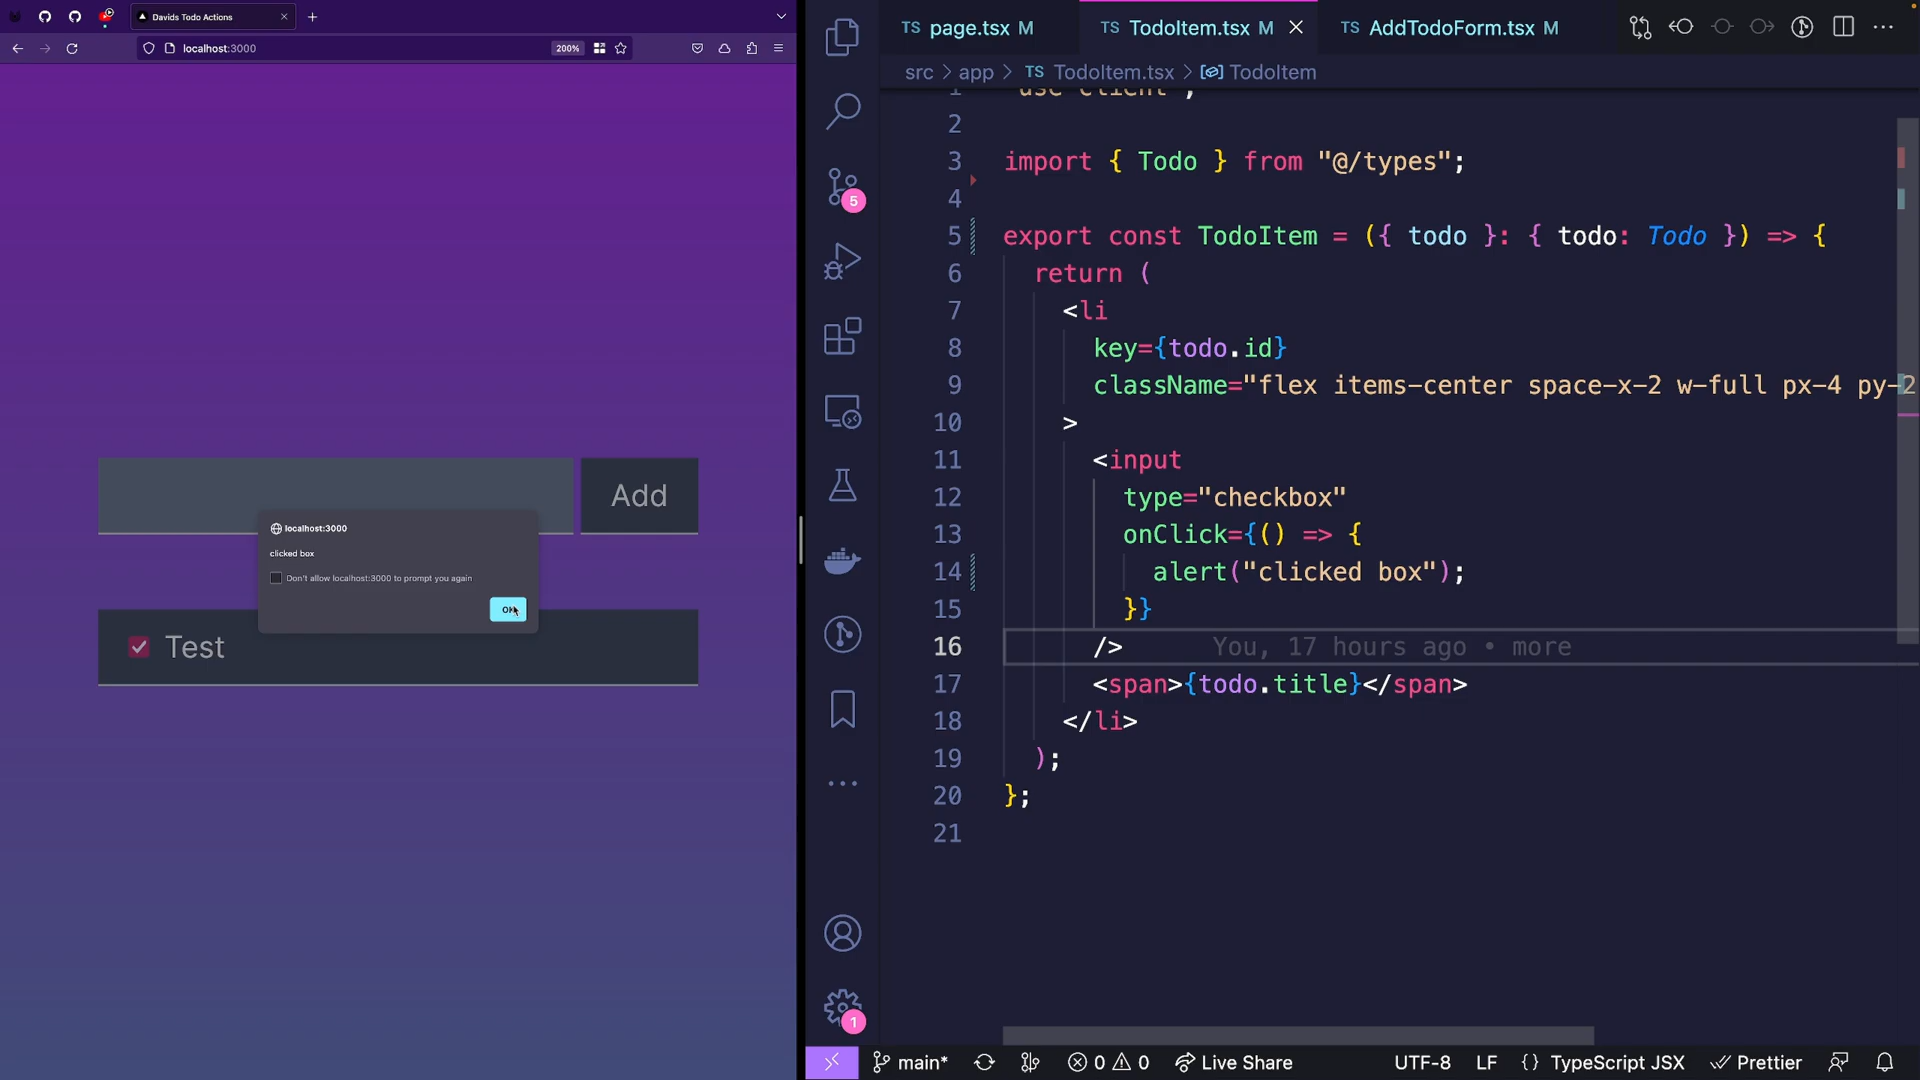 Davids Todo Actions
localhost:3000
200%
Add
localhost:3000
clicked box
Don't allow localhost:3000 to prompt you again
OK
Test
5
1
TS page.tsx M
TS TodoItem.tsx M
TS AddTodoForm.tsx M
src > app > TS TodoItem.tsx > TodoItem
1 "use client";
2
3 import { Todo } from "@/types";
4
5 export const TodoItem = ({ todo }: { todo: Todo }) => {
6 return (
7 <li
8 key={todo.id}
9 className="flex items-center space-x-2 w-full px-4 py-2
10 >
11 <input
12 type="checkbox"
13 onClick={() => {
14 alert("clicked box");
15 }}
16 /> You, 17 hours ago • more
17 <span>{todo.title}</span>
18 </li>
19 );
20 };
21
main* 0 0 Live Share UTF-8 LF {} TypeScript JSX Prettier